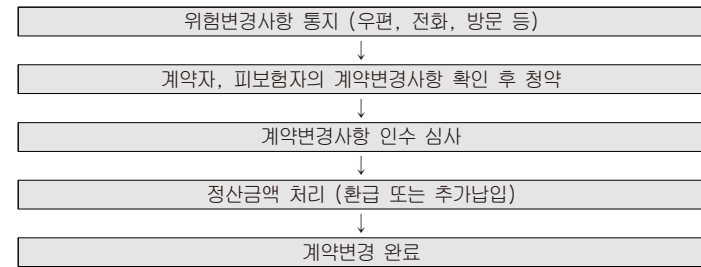 위험변경사항 통지 (우편, 전화, 방문 등)
↓
계약자, 피보험자의 계약변경사항 확인 후 청약
↓
계약변경사항 인수 심사
↓
정산금액 처리 (환급 또는 추가납입)
↓
계약변경 완료